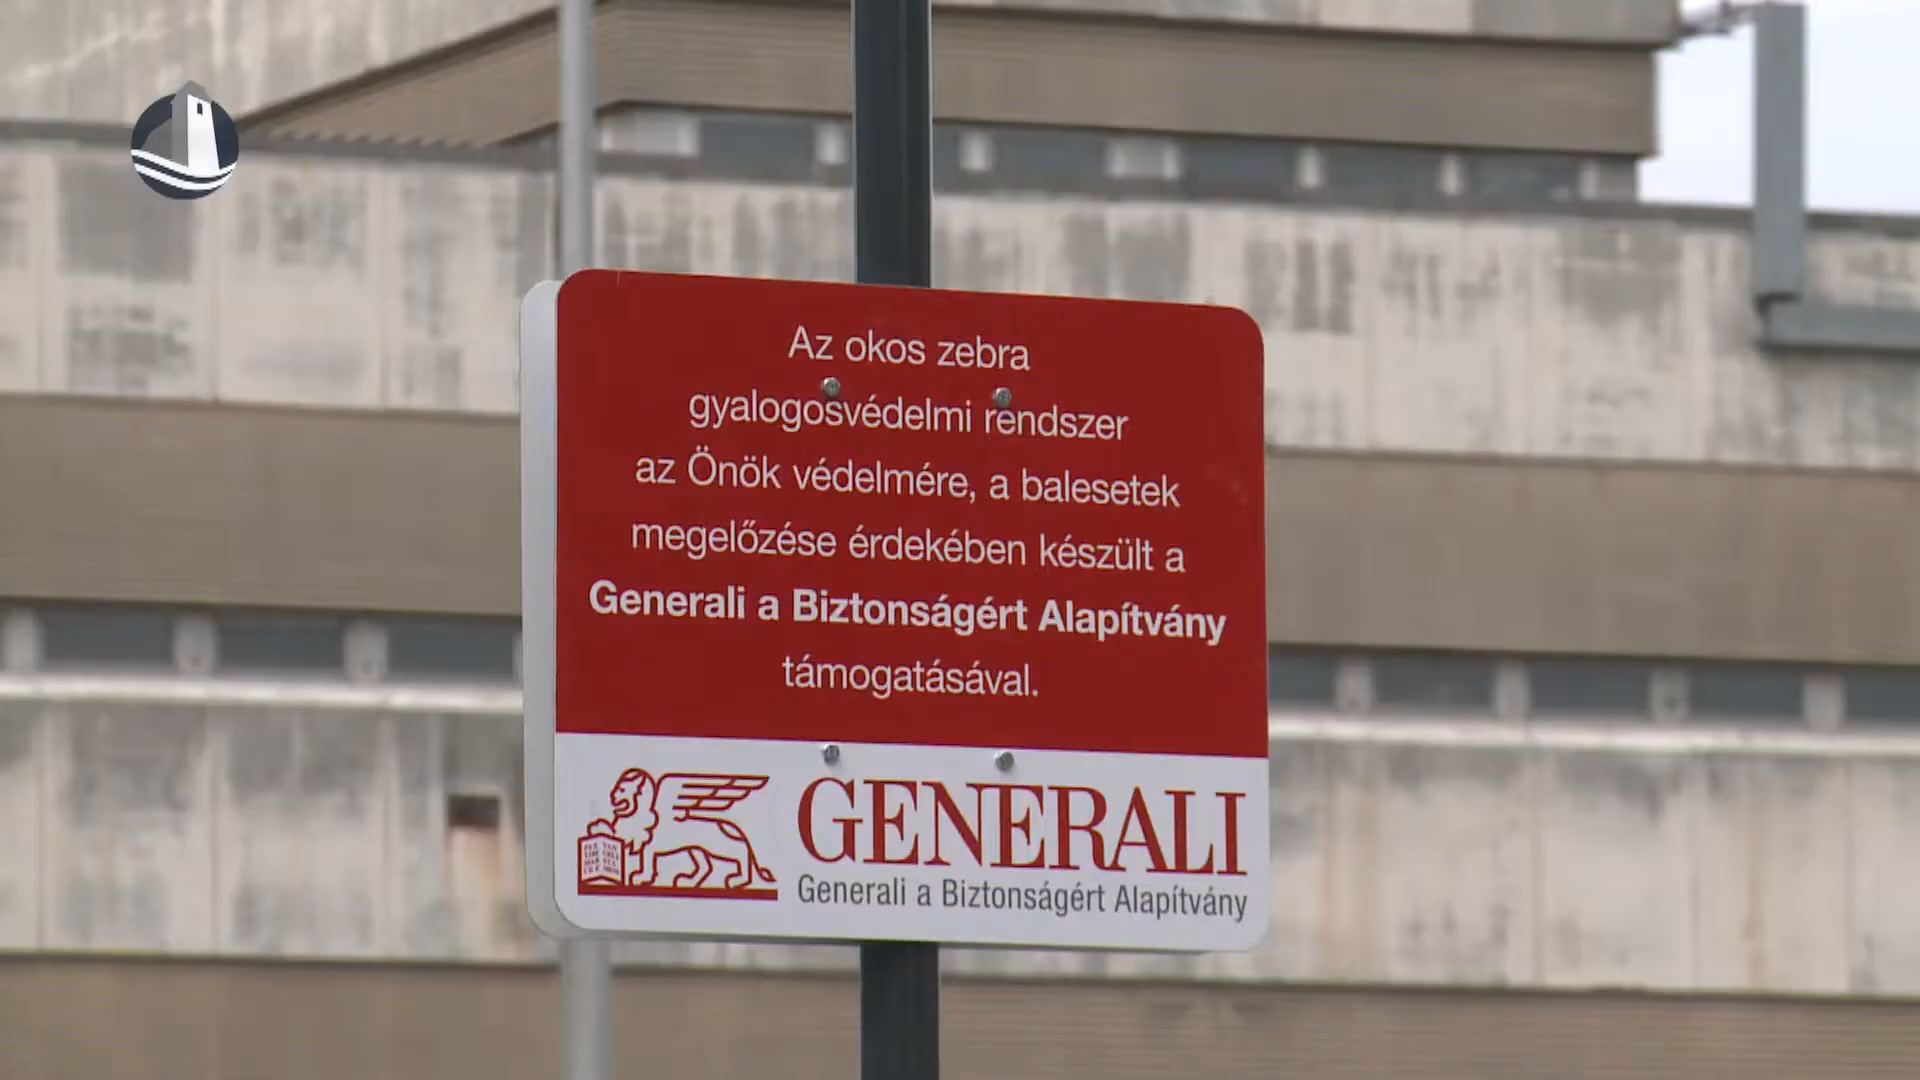 Az okos zebra
gyalogosvédelmi rendszer
az Önök védelmére, a balesetek
megelőzése érdekében készült a
Generali a Biztonságért Alapítvány
támogatásával.
GENERALI
Generali a Biztonságért Alapítvány